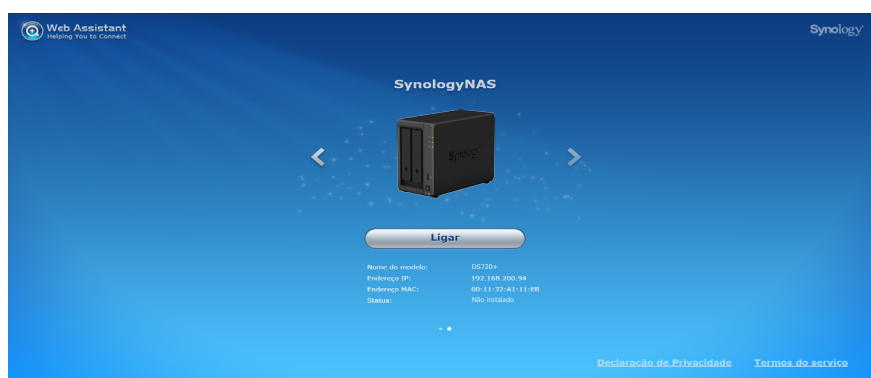 Web Assistant
Helping You to Connect
Synology
SynologyNAS
Synology
Ligar
Nome do modelo: DS720+
Endereço IP: 192.168.200.94
Endereço MAC: 00:11:32:A1:11:EB
Status: Não instalado
Declaração de Privacidade Termos do serviço